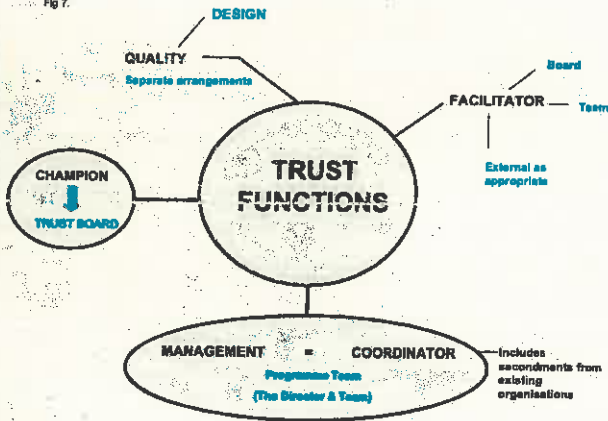 Fig 7.
DESIGN
QUALITY
Separate arrangements
Board
FACILITATOR
Team
External as
appropriate
CHAMPION
TRUST BOARD
TRUST
FUNCTIONS
MANAGEMENT = COORDINATOR
Programme Team
(The Director & Team)
Includes
secondments from
existing
organisations